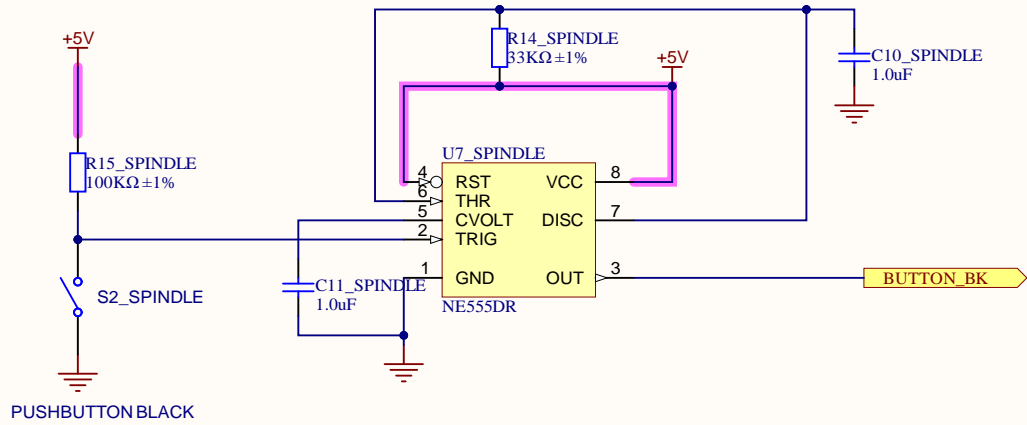 +5V
R14_SPINDLE
33KΩ±1%
+5V
C10_SPINDLE
1.0uF
R15_SPINDLE
100KΩ±1%
U7_SPINDLE
4 RST VCC 8
6 THR
5 CVOLT DISC 7
2 TRIG
1 GND OUT 3
BUTTON_BK
C11_SPINDLE
1.0uF
NE555DR
S2_SPINDLE
PUSHBUTTON BLACK